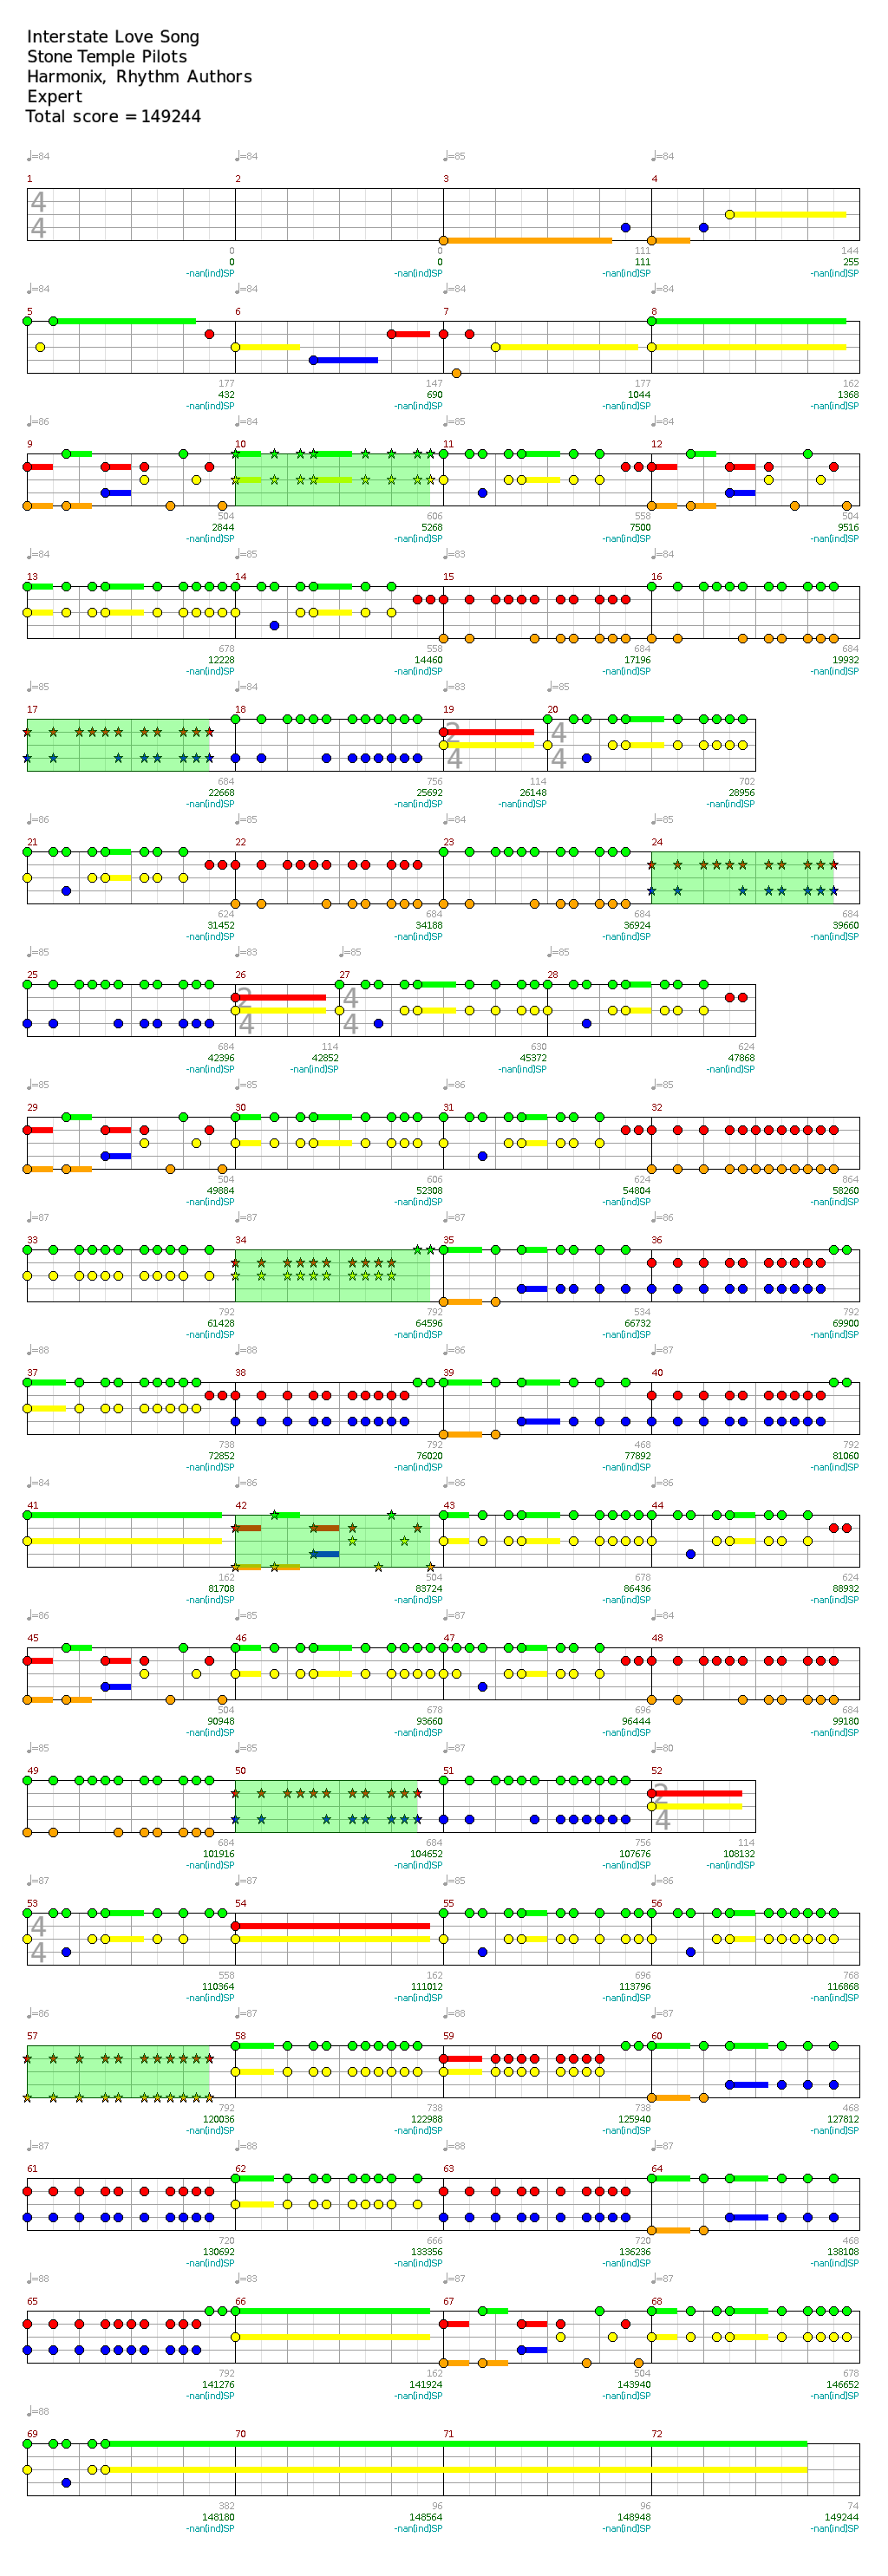 Interstate Love Song
Stone Temple Pilots
Harmonix, Rhythm Authors
Expert
Total score = 149244
♩=84 ♩=84 ♩=85 ♩=84
1 2 3 4
4
4
0 0 111 144
0 0 111 255
-nan(ind)SP -nan(ind)SP -nan(ind)SP -nan(ind)SP
♩=84 ♩=84 ♩=85 ♩=84
5 6 7 8
177 147 177 162
432 690 1044 1368
-nan(ind)SP -nan(ind)SP -nan(ind)SP -nan(ind)SP
♩=86 ♩=84 ♩=85 ♩=84
9 10 11 12
504 606 558 504
2844 5268 7500 9516
-nan(ind)SP -nan(ind)SP -nan(ind)SP -nan(ind)SP
♩=84 ♩=85 ♩=83 ♩=84
13 14 15 16
678 558 684 684
12228 14460 17196 19932
-nan(ind)SP -nan(ind)SP -nan(ind)SP -nan(ind)SP
♩=85 ♩=84 ♩=83 ♩=85
17 18 19 20
2 4
4 4
684 756 114 702
22668 25692 26148 28956
-nan(ind)SP -nan(ind)SP -nan(ind)SP -nan(ind)SP
♩=86 ♩=85 ♩=84 ♩=85
21 22 23 24
624 684 684 684
31452 34188 36924 39660
-nan(ind)SP -nan(ind)SP -nan(ind)SP -nan(ind)SP
♩=85 ♩=83 ♩=85 ♩=85
25 26 27 28
2 4
4 4
684 114 630 624
42396 42852 45372 47868
-nan(ind)SP -nan(ind)SP -nan(ind)SP -nan(ind)SP
♩=85 ♩=85 ♩=86 ♩=85
29 30 31 32
504 606 624 864
49884 52308 54804 58260
-nan(ind)SP -nan(ind)SP -nan(ind)SP -nan(ind)SP
♩=87 ♩=87 ♩=87 ♩=86
33 34 35 36
792 792 534 792
61428 64596 66732 69900
-nan(ind)SP -nan(ind)SP -nan(ind)SP -nan(ind)SP
♩=88 ♩=88 ♩=86 ♩=87
37 38 39 40
738 792 468 792
72852 76020 77892 81060
-nan(ind)SP -nan(ind)SP -nan(ind)SP -nan(ind)SP
♩=84 ♩=86 ♩=86 ♩=86
41 42 43 44
162 504 678 624
81708 83724 86436 88932
-nan(ind)SP -nan(ind)SP -nan(ind)SP -nan(ind)SP
♩=86 ♩=85 ♩=87 ♩=84
45 46 47 48
504 678 696 684
90948 93660 96444 99180
-nan(ind)SP -nan(ind)SP -nan(ind)SP -nan(ind)SP
♩=85 ♩=85 ♩=87 ♩=80
49 50 51 52
2
4
684 684 756 114
101916 104652 107676 108132
-nan(ind)SP -nan(ind)SP -nan(ind)SP -nan(ind)SP
♩=87 ♩=87 ♩=85 ♩=86
53 54 55 56
4
4
558 162 696 768
110364 111012 113796 116868
-nan(ind)SP -nan(ind)SP -nan(ind)SP -nan(ind)SP
♩=86 ♩=87 ♩=88 ♩=87
57 58 59 60
792 738 738 468
120036 122988 125940 127812
-nan(ind)SP -nan(ind)SP -nan(ind)SP -nan(ind)SP
♩=87 ♩=88 ♩=88 ♩=87
61 62 63 64
720 666 720 468
130692 133356 136236 138108
-nan(ind)SP -nan(ind)SP -nan(ind)SP -nan(ind)SP
♩=88 ♩=83 ♩=87 ♩=87
65 66 67 68
792 162 504 678
141276 141924 143940 146652
-nan(ind)SP -nan(ind)SP -nan(ind)SP -nan(ind)SP
♩=88
69 70 71 72
382 96 96 74
148180 148564 148948 149244
-nan(ind)SP -nan(ind)SP -nan(ind)SP -nan(ind)SP